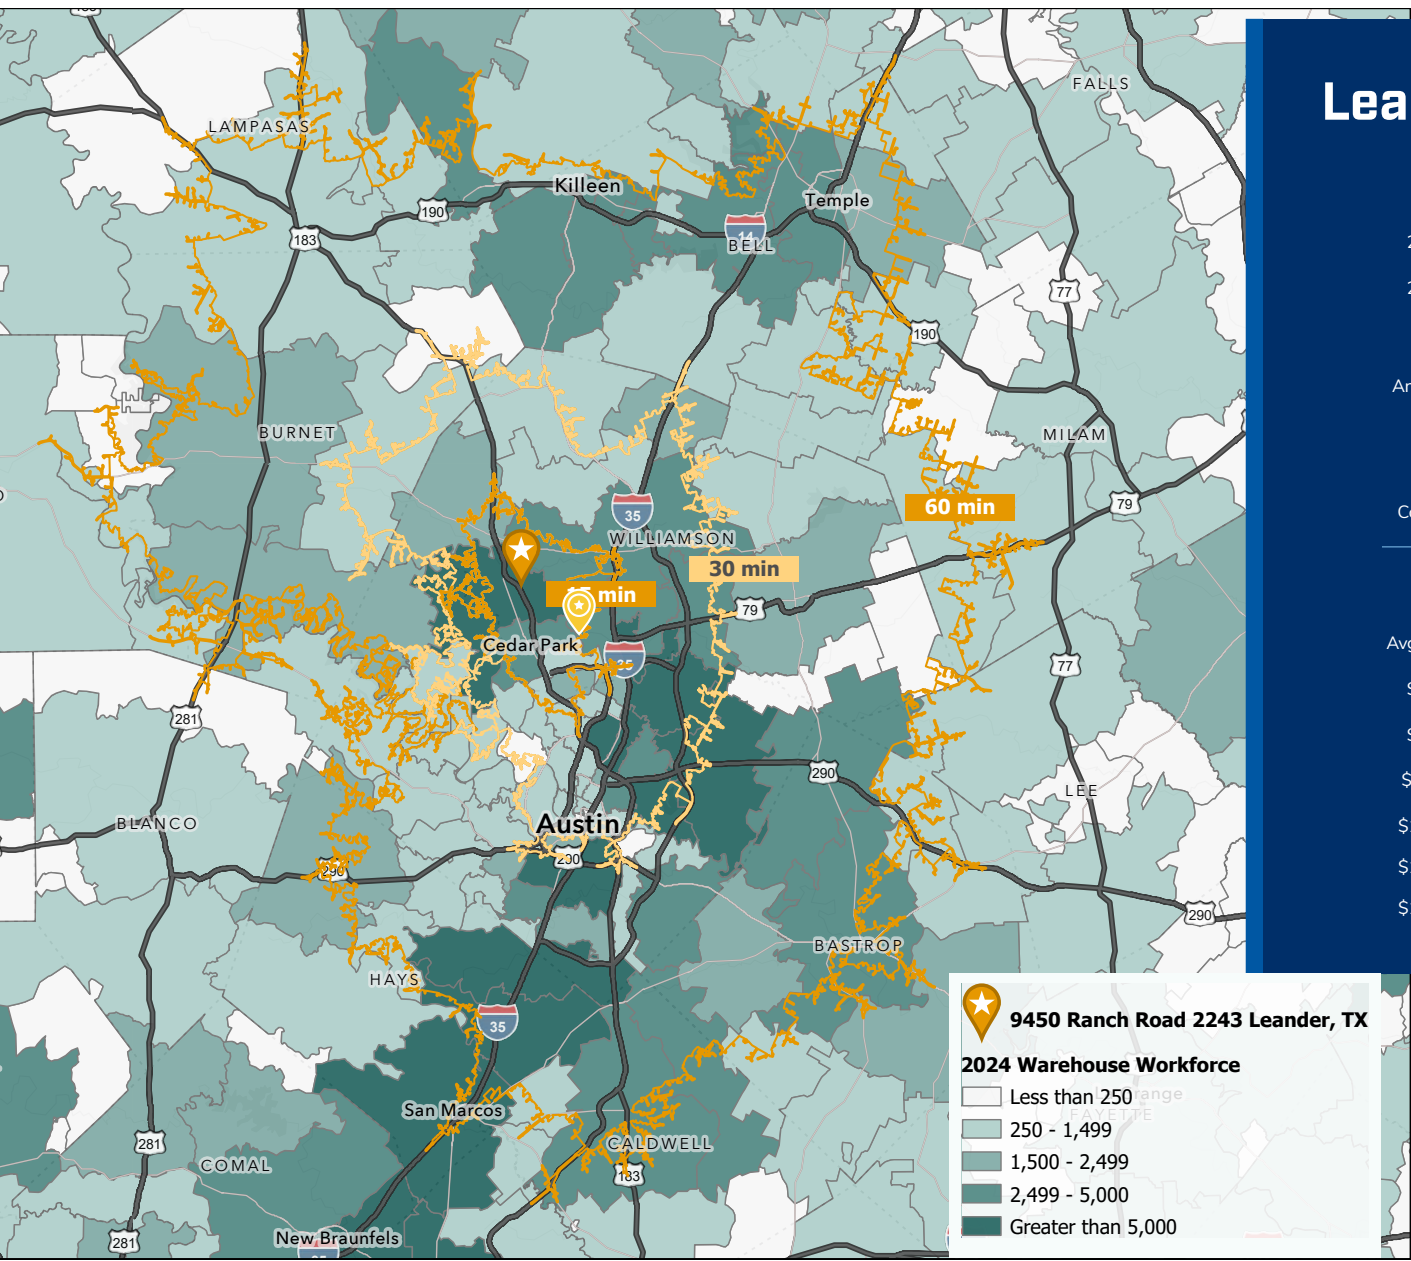 Lea
FALLS
LAMPASAS
Killeen
Temple
190
14
BELL
183
77
190
BURNET
MILAM
79
60 min
35
WILLIAMSON
30 min
min
79
Cedar Park
35
77
281
290
LEE
BLANCO
Austin
290
290
290
BASTROP
HAYS
35
San Marcos
CALDWELL
183
281
COMAL
New Braunfels
281
Ar
Co
Avg
$
$
$
$
$
$
9450 Ranch Road 2243 Leander, TX
2024 Warehouse Workforce
Less than 250
250 - 1,499
1,500 - 2,499
2,499 - 5,000
Greater than 5,000
FAYETTE